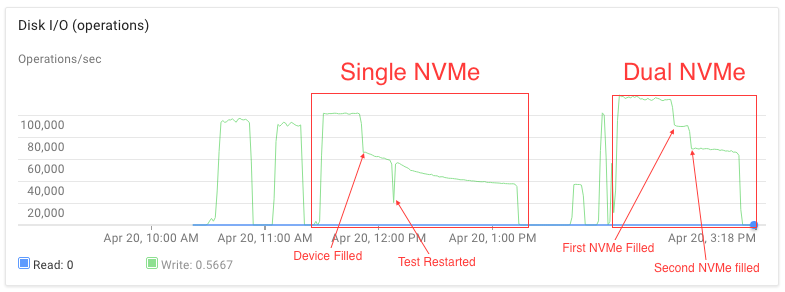 Disk I/O (operations)
Operations/sec
Single NVMe
Dual NVMe
100,000
80,000
60,000
40,000
20,000
Apr 20, 10:00 AM
Apr 20, 11:00 AM
Apr 20, 12:00 PM
Apr 20, 1:00 PM
Apr 20, 3:18 PM
Device Filled
Test Restarted
First NVMe Filled
Second NVMe filled
Read: 0
Write: 0.5667